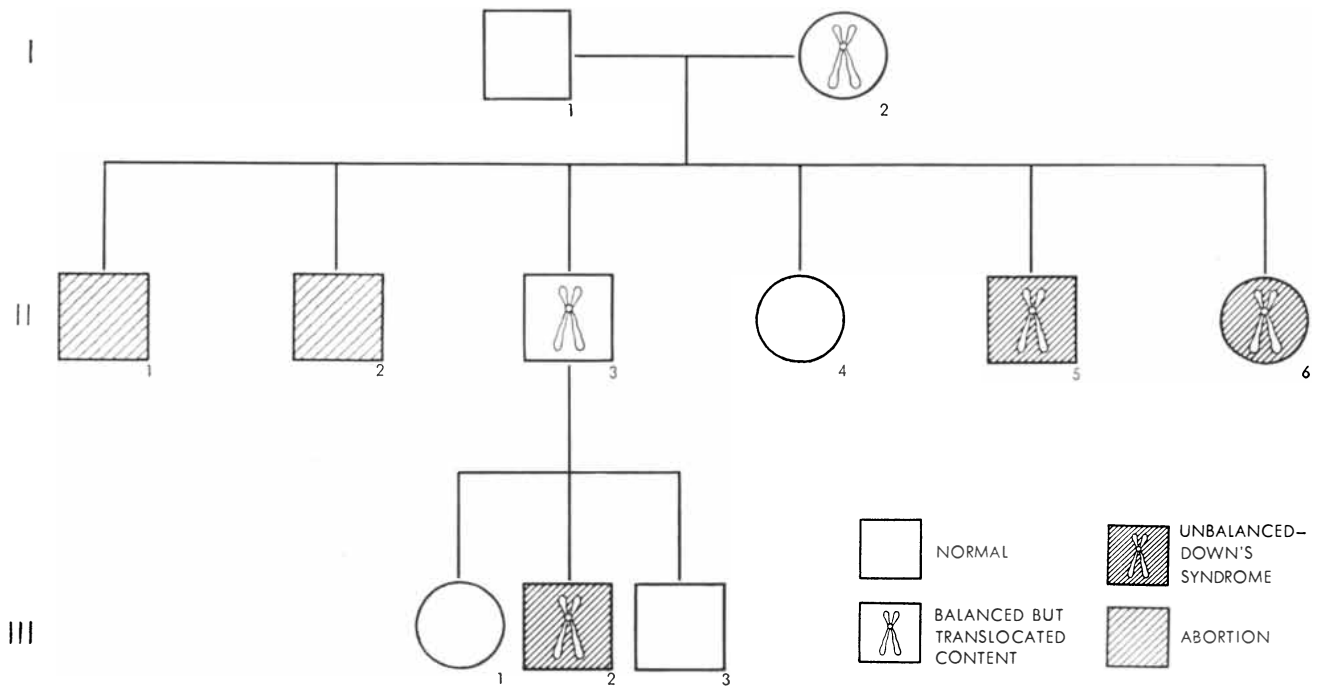 I
1
2
II
1
2
3
4
5
6
III
1
2
3
NORMAL
UNBALANCED–
DOWN'S
SYNDROME
BALANCED BUT
TRANSLOCATED
CONTENT
ABORTION